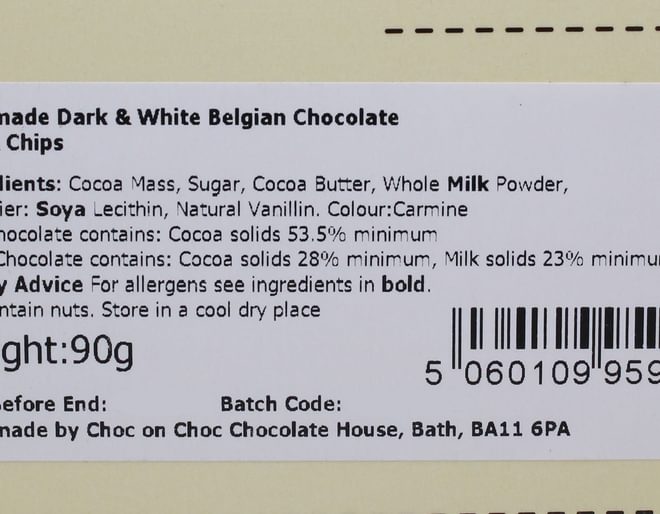 made Dark & White Belgian Chocolate
Chips
dients: Cocoa Mass, Sugar, Cocoa Butter, Whole Milk Powder,
ier: Soya Lecithin, Natural Vanillin. Colour:Carmine
hocolate contains: Cocoa solids 53.5% minimum
Chocolate contains: Cocoa solids 28% minimum, Milk solids 23% minimu
y Advice For allergens see ingredients in bold.
ntain nuts. Store in a cool dry place
ght:90g
5 060109 959
Before End: Batch Code:
made by Choc on Choc Chocolate House, Bath, BA11 6PA